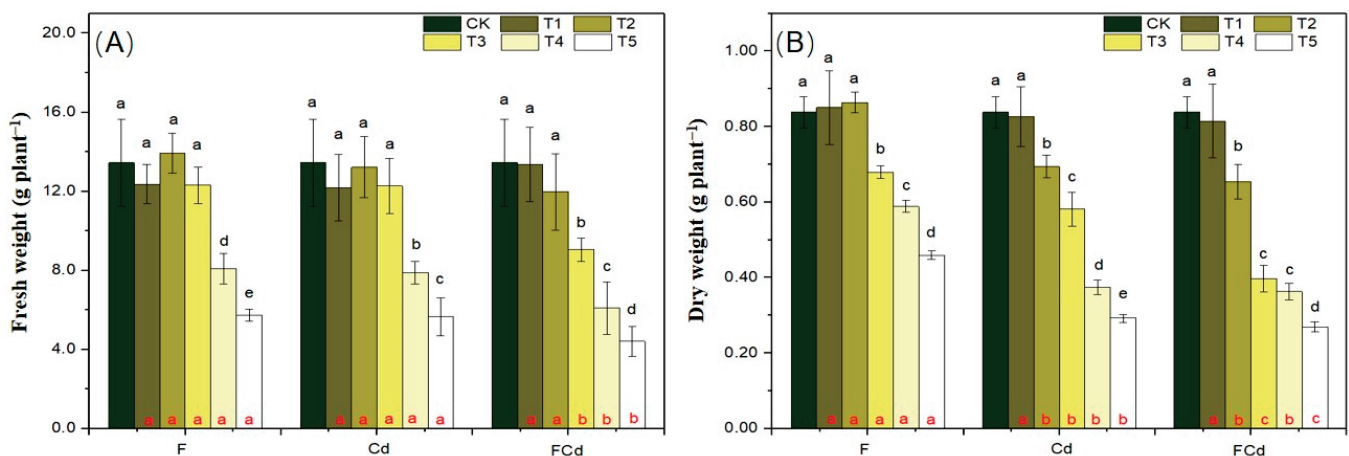 (A)
CK T1 T2
T3 T4 T5
Fresh weight (g plant⁻¹)
20.0
16.0
12.0
8.0
4.0
0.0
a a a a d e
a a a a b c
a a a b c d
a a a a a
a a a a a
a a b b b
F Cd FCd
(B)
CK T1 T2
T3 T4 T5
Dry weight (g plant⁻¹)
1.00
0.80
0.60
0.40
0.20
0.00
a a a b c d
a a b c d e
a a b c c d
a a a a a
a b b b b
a b c b c
F Cd FCd